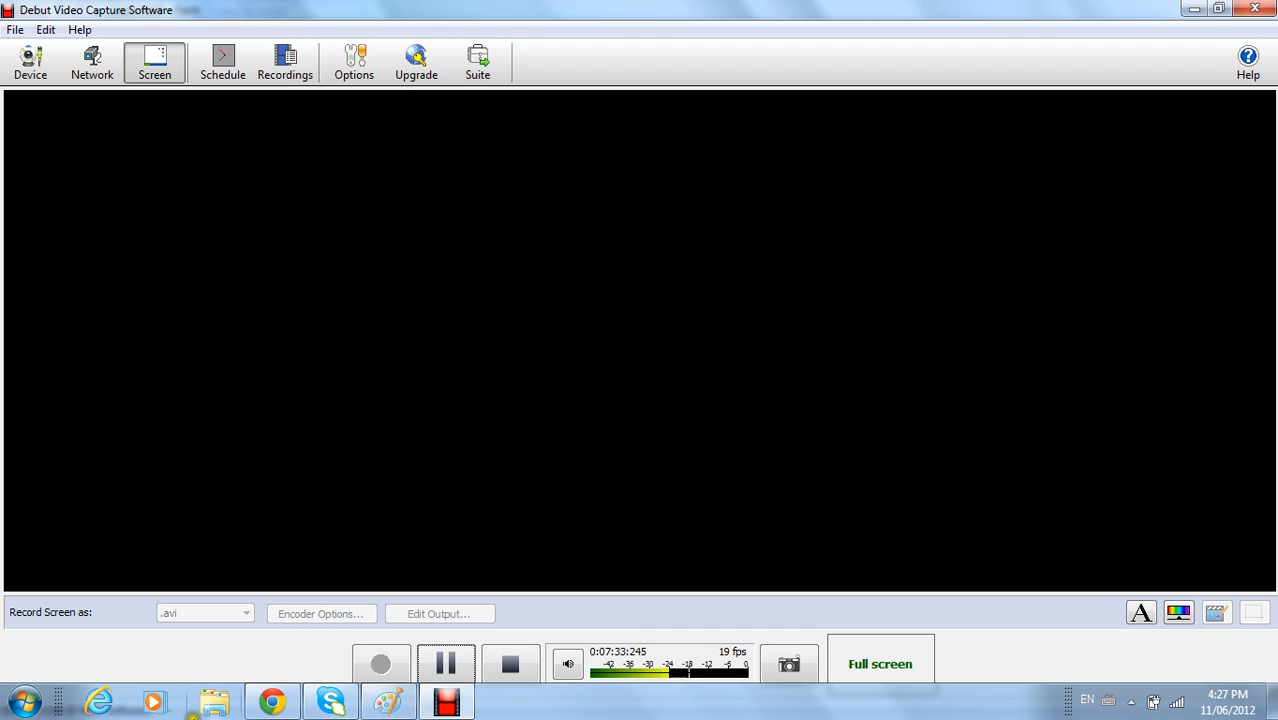 Debut Video Capture Software
File Edit Help
Device Network Screen Schedule Recordings Options Upgrade Suite Help
Record Screen as: .avi Encoder Options... Edit Output... A
0:07:33:245 19 fps
-42 -36 -30 -24 -18 -12 -6 0
Full screen
EN 4:27 PM
11/06/2012